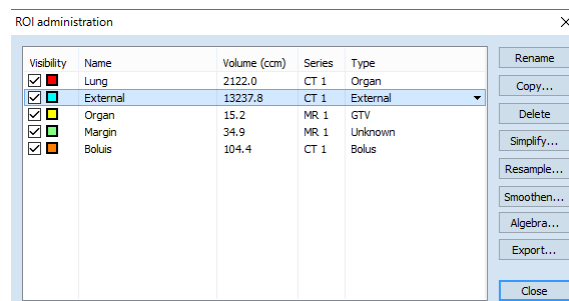 ROI administration
Visibility Name Volume (ccm) Series Type
Lung 2122.0 CT 1 Organ
External 13237.8 CT 1 External
Organ 15.2 MR 1 GTV
Margin 34.9 MR 1 Unknown
Boluis 104.4 CT 1 Bolus
Rename
Copy...
Delete
Simplify...
Resample...
Smoothen...
Algebra...
Export...
Close